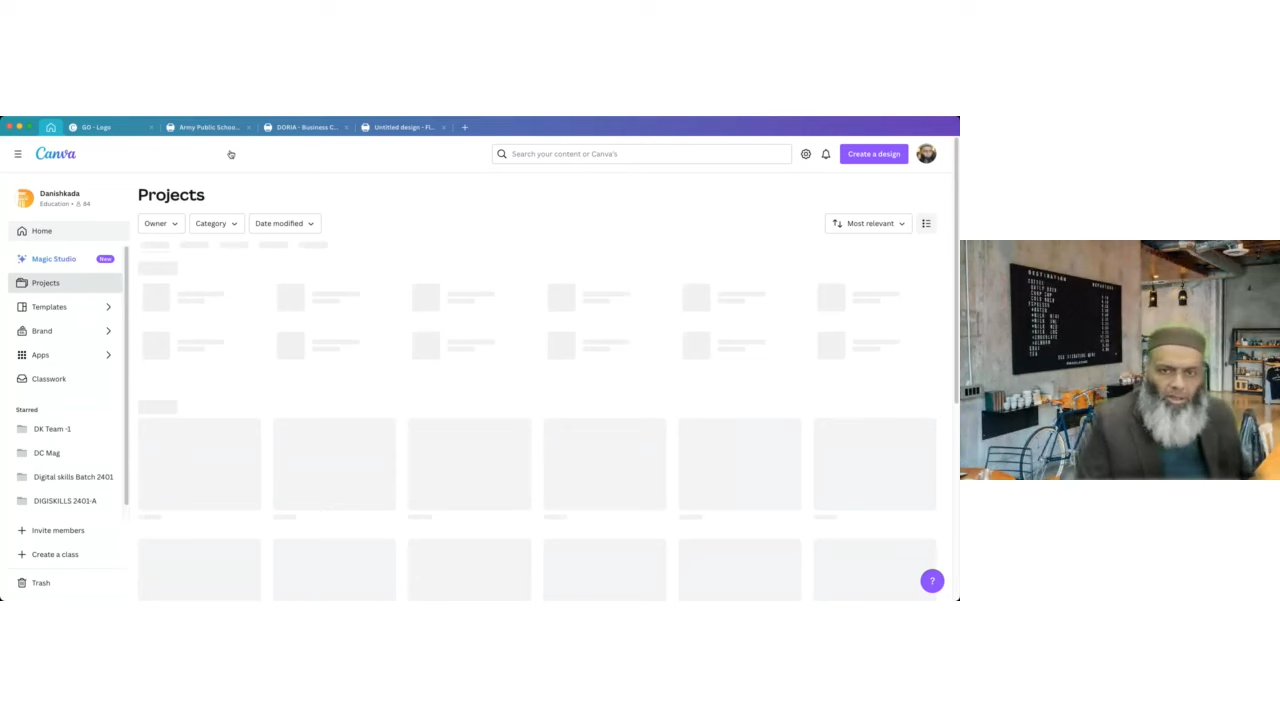 GO - Logo
Army Public Schoo...
DORIA - Business C...
Untitled design - Fl...
Canva
Search your content or Canva's
Create a design
Danishkada
Education • 84
Home
Magic Studio
New
Projects
Templates
Brand
Apps
Classwork
Starred
DK Team -1
DC Mag
Digital skills Batch 2401
DIGISKILLS 2401-A
Invite members
Create a class
Trash
Projects
Owner
Category
Date modified
Most relevant
?